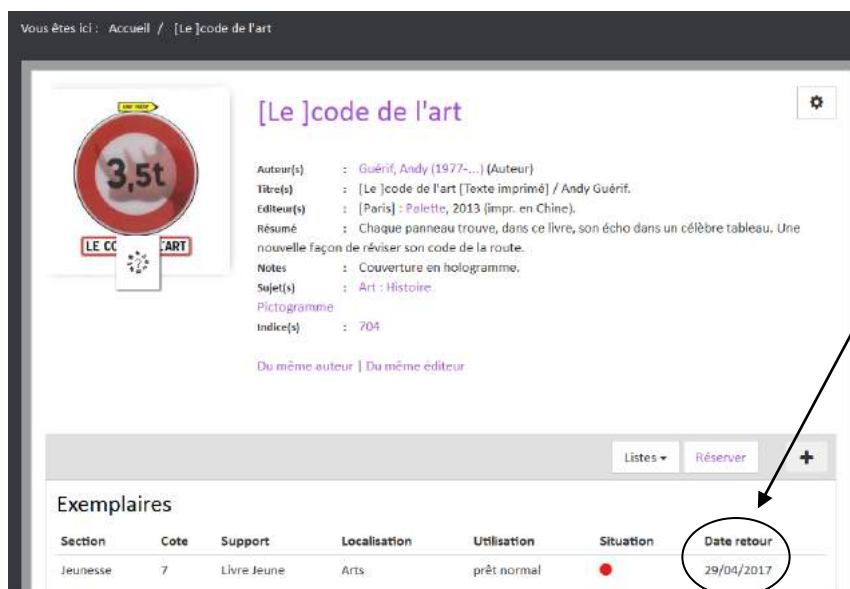 Vous êtes ici : Accueil / [Le ]code de l'art
3,5t
[Le ]code de l'art
Auteur(s) : Guérif, Andy (1977-...) (Auteur)
Titre(s) : [Le ]code de l'art [Texte imprimé] / Andy Guérif.
Editeur(s) : [Paris] : Palette, 2013 (impr. en Chine).
Résumé : Chaque panneau trouve, dans ce livre, son écho dans un célèbre tableau. Une
nouvelle façon de réviser son code de la route.
Notes : Couverture en hologramme.
Sujet(s) : Art : Histoire
Pictogramme
Indice(s) : 704
Du même auteur | Du même éditeur
Listes Réserver +
Exemplaires
Section Cote Support Localisation Utilisation Situation Date retour
Jeunesse 7 Livre Jeune Arts prêt normal 29/04/2017